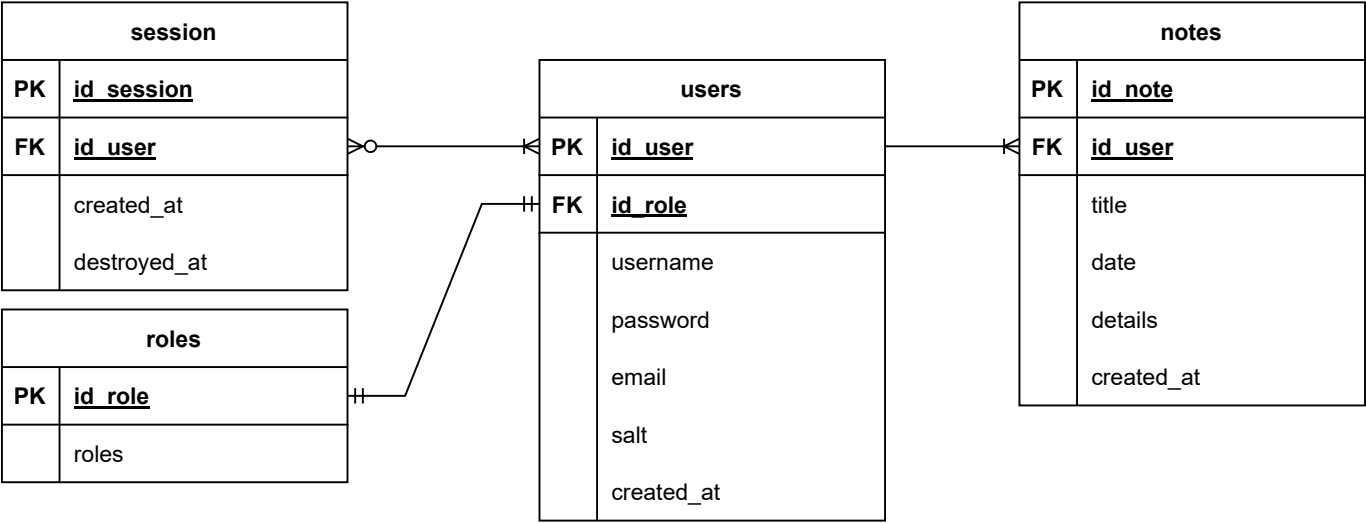 session
PK id_session
FK id_user
created_at
destroyed_at
roles
PK id_role
roles
users
PK id_user
FK id_role
username
password
email
salt
created_at
notes
PK id_note
FK id_user
title
date
details
created_at